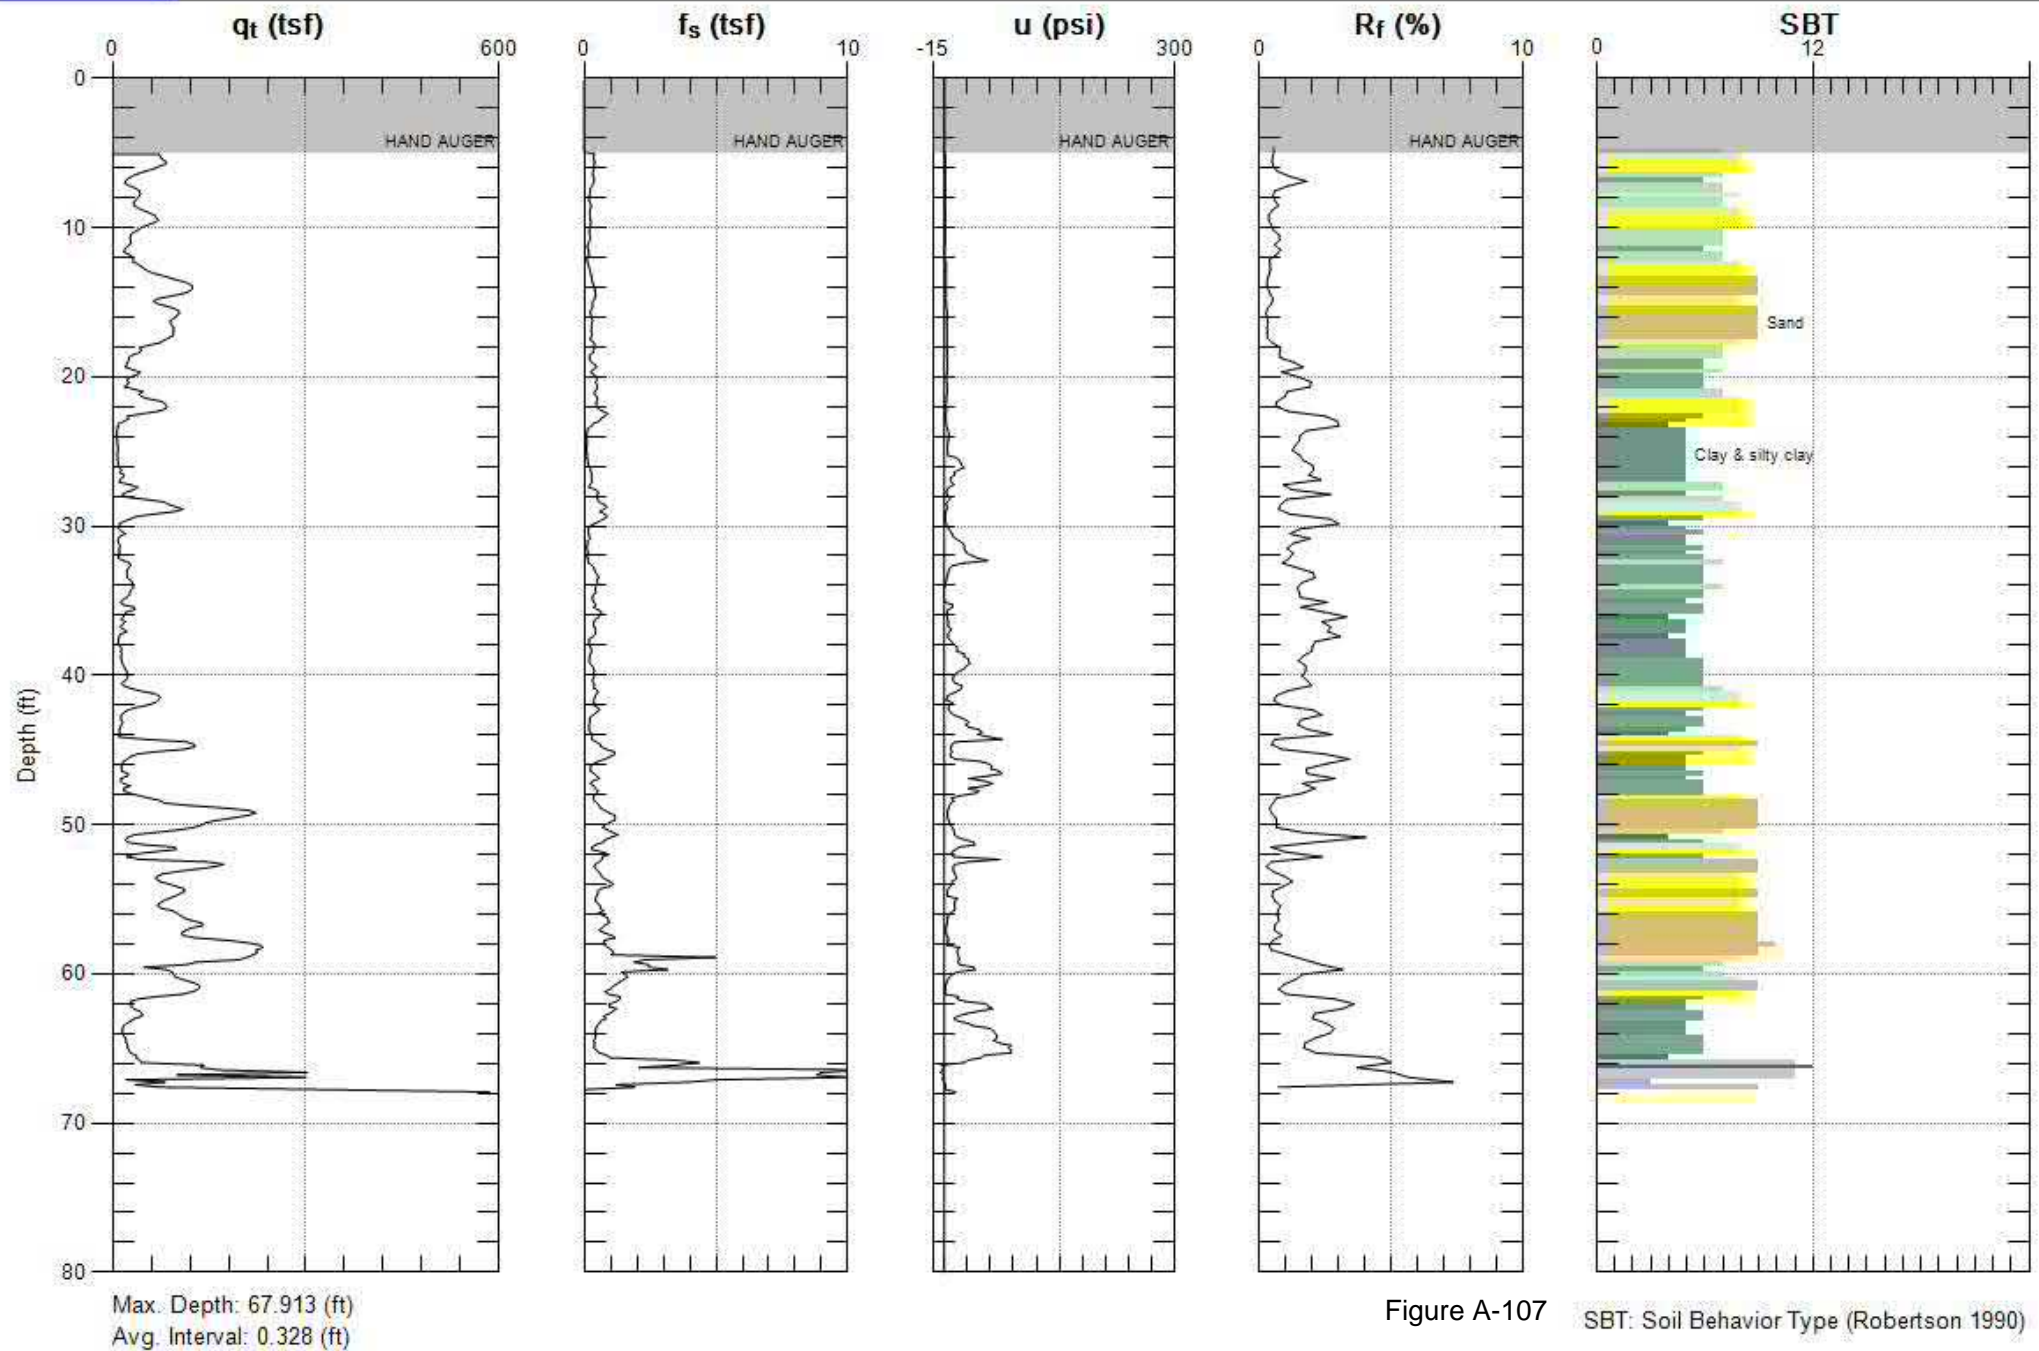 qt (tsf) fs (tsf) u (psi) Rf (%) SBT
0 600 0 10 -15 300 0 10 0 12
0
HAND AUGER HAND AUGER HAND AUGER HAND AUGER
10
Sand
20
Clay & silty clay
30
40
Depth (ft)
50
60
70
80
Max. Depth: 67.913 (ft)
Avg. Interval: 0.328 (ft)
Figure A-107
SBT: Soil Behavior Type (Robertson 1990)